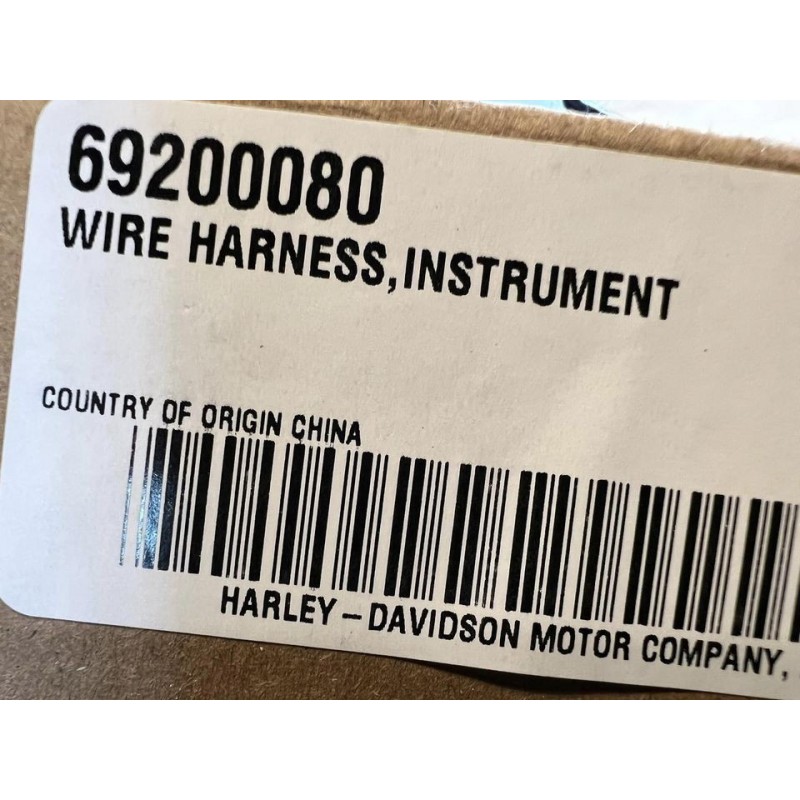 69200080
WIRE HARNESS,INSTRUMENT
COUNTRY OF ORIGIN CHINA
HARLEY-DAVIDSON MOTOR COMPANY,